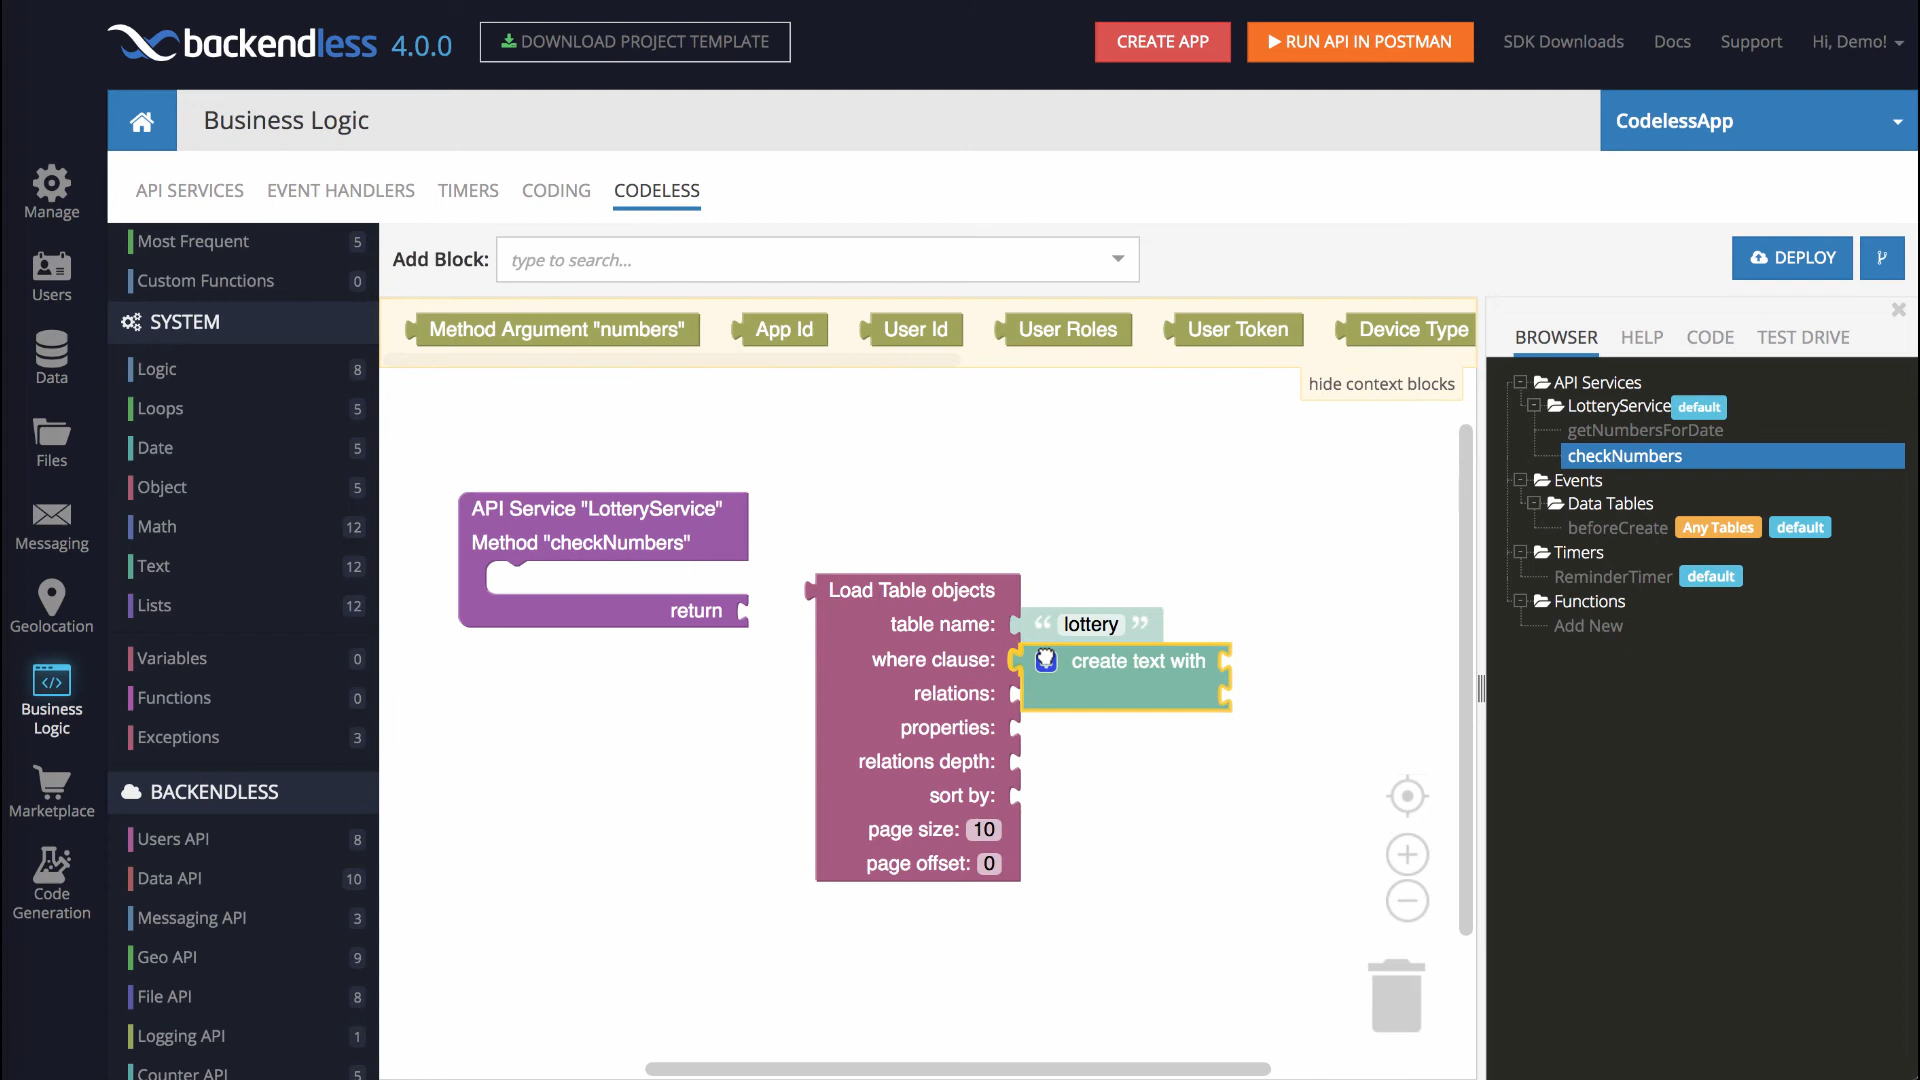 backendless 4.0.0
DOWNLOAD PROJECT TEMPLATE
CREATE APP
RUN API IN POSTMAN
SDK Downloads
Docs
Support
Hi, Demo!
Business Logic
CodelessApp
API SERVICES
EVENT HANDLERS
TIMERS
CODING
CODELESS
Manage
Users
Data
Files
Messaging
Geolocation
Business
Logic
Marketplace
Code
Generation
Most Frequent 5
Custom Functions 0
SYSTEM
Logic 8
Loops 5
Date 5
Object 5
Math 12
Text 12
Lists 12
Variables 0
Functions 0
Exceptions 3
BACKENDLESS
Users API 8
Data API 10
Messaging API 3
Geo API 9
File API 8
Logging API 1
Counter API 5
Add Block: type to search...
DEPLOY
Method Argument "numbers"
App Id
User Id
User Roles
User Token
Device Type
hide context blocks
API Service "LotteryService"
Method "checkNumbers"
return
Load Table objects
table name: “ lottery ”
where clause: create text with
relations:
properties:
relations depth:
sort by:
page size: 10
page offset: 0
BROWSER
HELP
CODE
TEST DRIVE
API Services
LotteryService default
getNumbersForDate
checkNumbers
Events
Data Tables
beforeCreate Any Tables default
Timers
ReminderTimer default
Functions
Add New